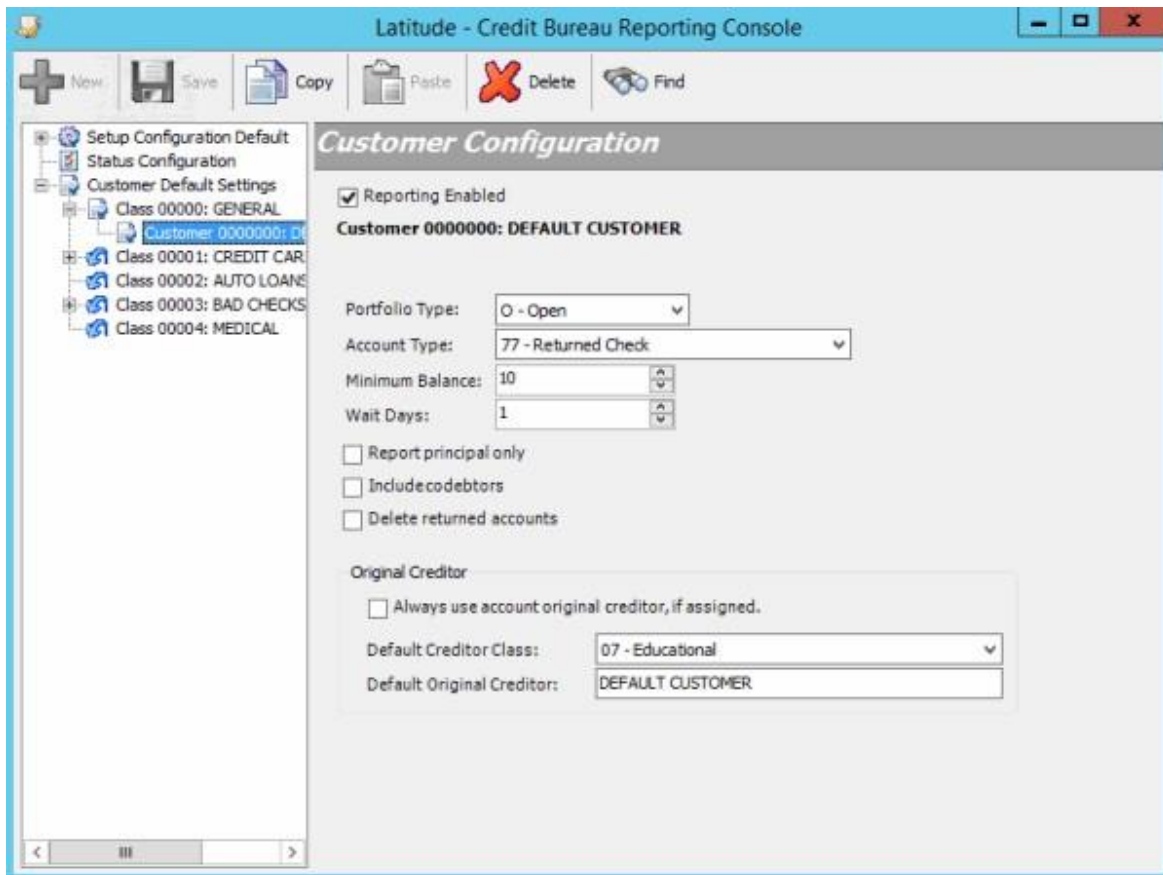 Latitude - Credit Bureau Reporting Console
New Save Copy Paste Delete Find
Setup Configuration Default
Status Configuration
Customer Default Settings
Class 00000: GENERAL
Customer 0000000: DE
Class 00001: CREDIT CAR
Class 00002: AUTO LOANS
Class 00003: BAD CHECKS
Class 00004: MEDICAL
Customer Configuration
Reporting Enabled
Customer 0000000: DEFAULT CUSTOMER
Portfolio Type: O - Open
Account Type: 77 - Returned Check
Minimum Balance: 10
Wait Days: 1
Report principal only
Include codebtors
Delete returned accounts
Original Creditor
Always use account original creditor, if assigned.
Default Creditor Class: 07 - Educational
Default Original Creditor: DEFAULT CUSTOMER